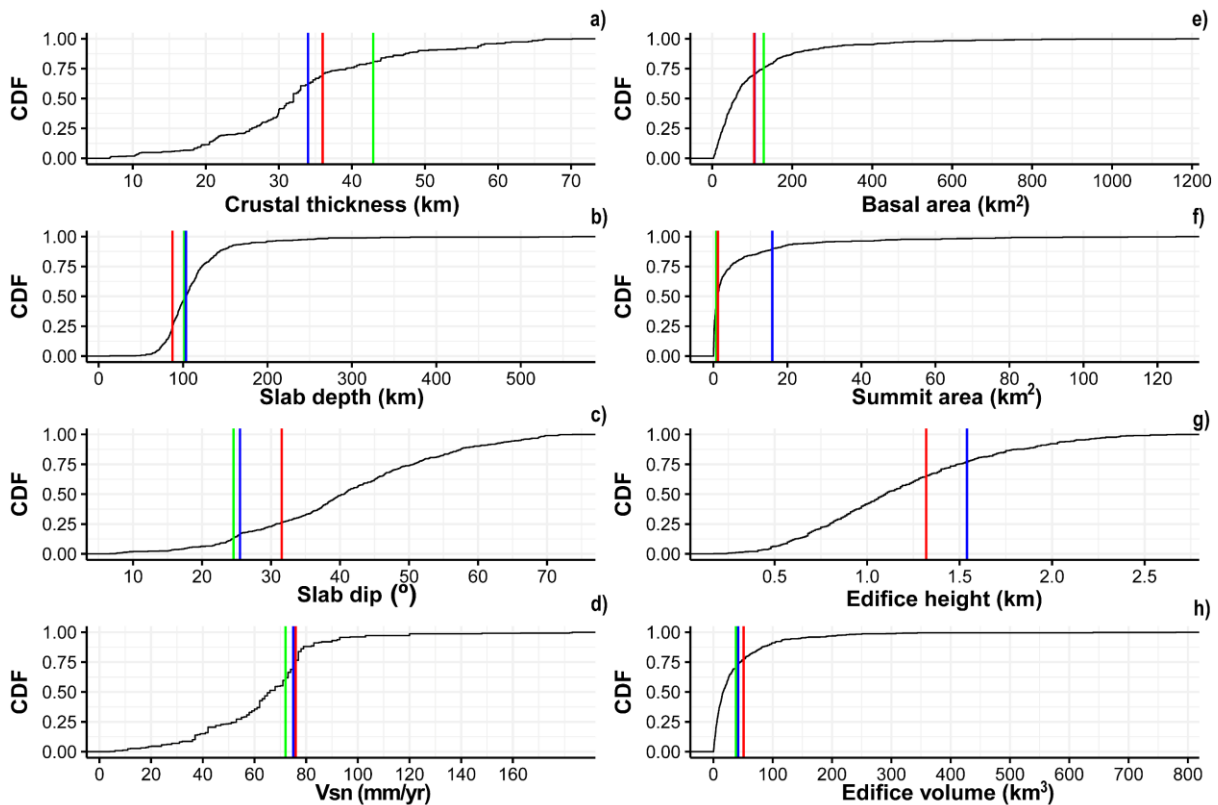 a)
1.00
0.75
0.50
0.25
0.00
CDF
10 20 30 40 50 60 70
Crustal thickness (km)
b)
1.00
0.75
0.50
0.25
0.00
CDF
0 100 200 300 400 500
Slab depth (km)
c)
1.00
0.75
0.50
0.25
0.00
CDF
10 20 30 40 50 60 70
Slab dip (º)
d)
1.00
0.75
0.50
0.25
0.00
CDF
0 20 40 60 80 100 120 140 160
Vsn (mm/yr)
e)
1.00
0.75
0.50
0.25
0.00
CDF
0 200 400 600 800 1000 1200
Basal area (km²)
f)
1.00
0.75
0.50
0.25
0.00
CDF
0 20 40 60 80 100 120
Summit area (km²)
g)
1.00
0.75
0.50
0.25
0.00
CDF
0.5 1.0 1.5 2.0 2.5
Edifice height (km)
h)
1.00
0.75
0.50
0.25
0.00
CDF
0 100 200 300 400 500 600 700 800
Edifice volume (km³)